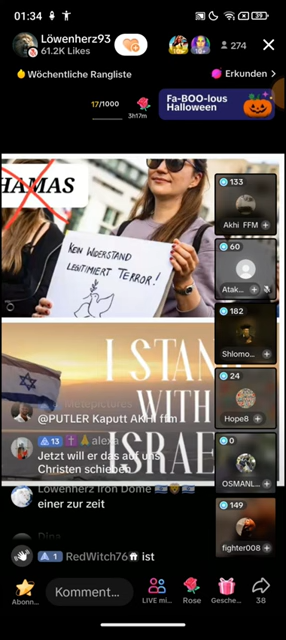 01:34
39
Löwenherz93
61.2K Likes
274
Wöchentliche Rangliste
Erkunden >
17/1000
3h17m
Fa-BOO-lous
Halloween
HAMAS
KEIN WIDERSTAND
LEGITIMIERT TERROR!
133
Akhi FFM
60
Atak...
182
Shlomo...
24
Hope8
0
OSMANL...
149
fighter008
I STAN
WITH
ISRAE
@PUTLER Kaputt AKHI ffm
13 alexa
Jetzt will er das auf uns
Christen schieben
Löwenherz Iron Dome
einer zur zeit
Dina
1 RedWitch76 ist
Abonn...
Komment...
LIVE mi...
Rose
Gesche...
38